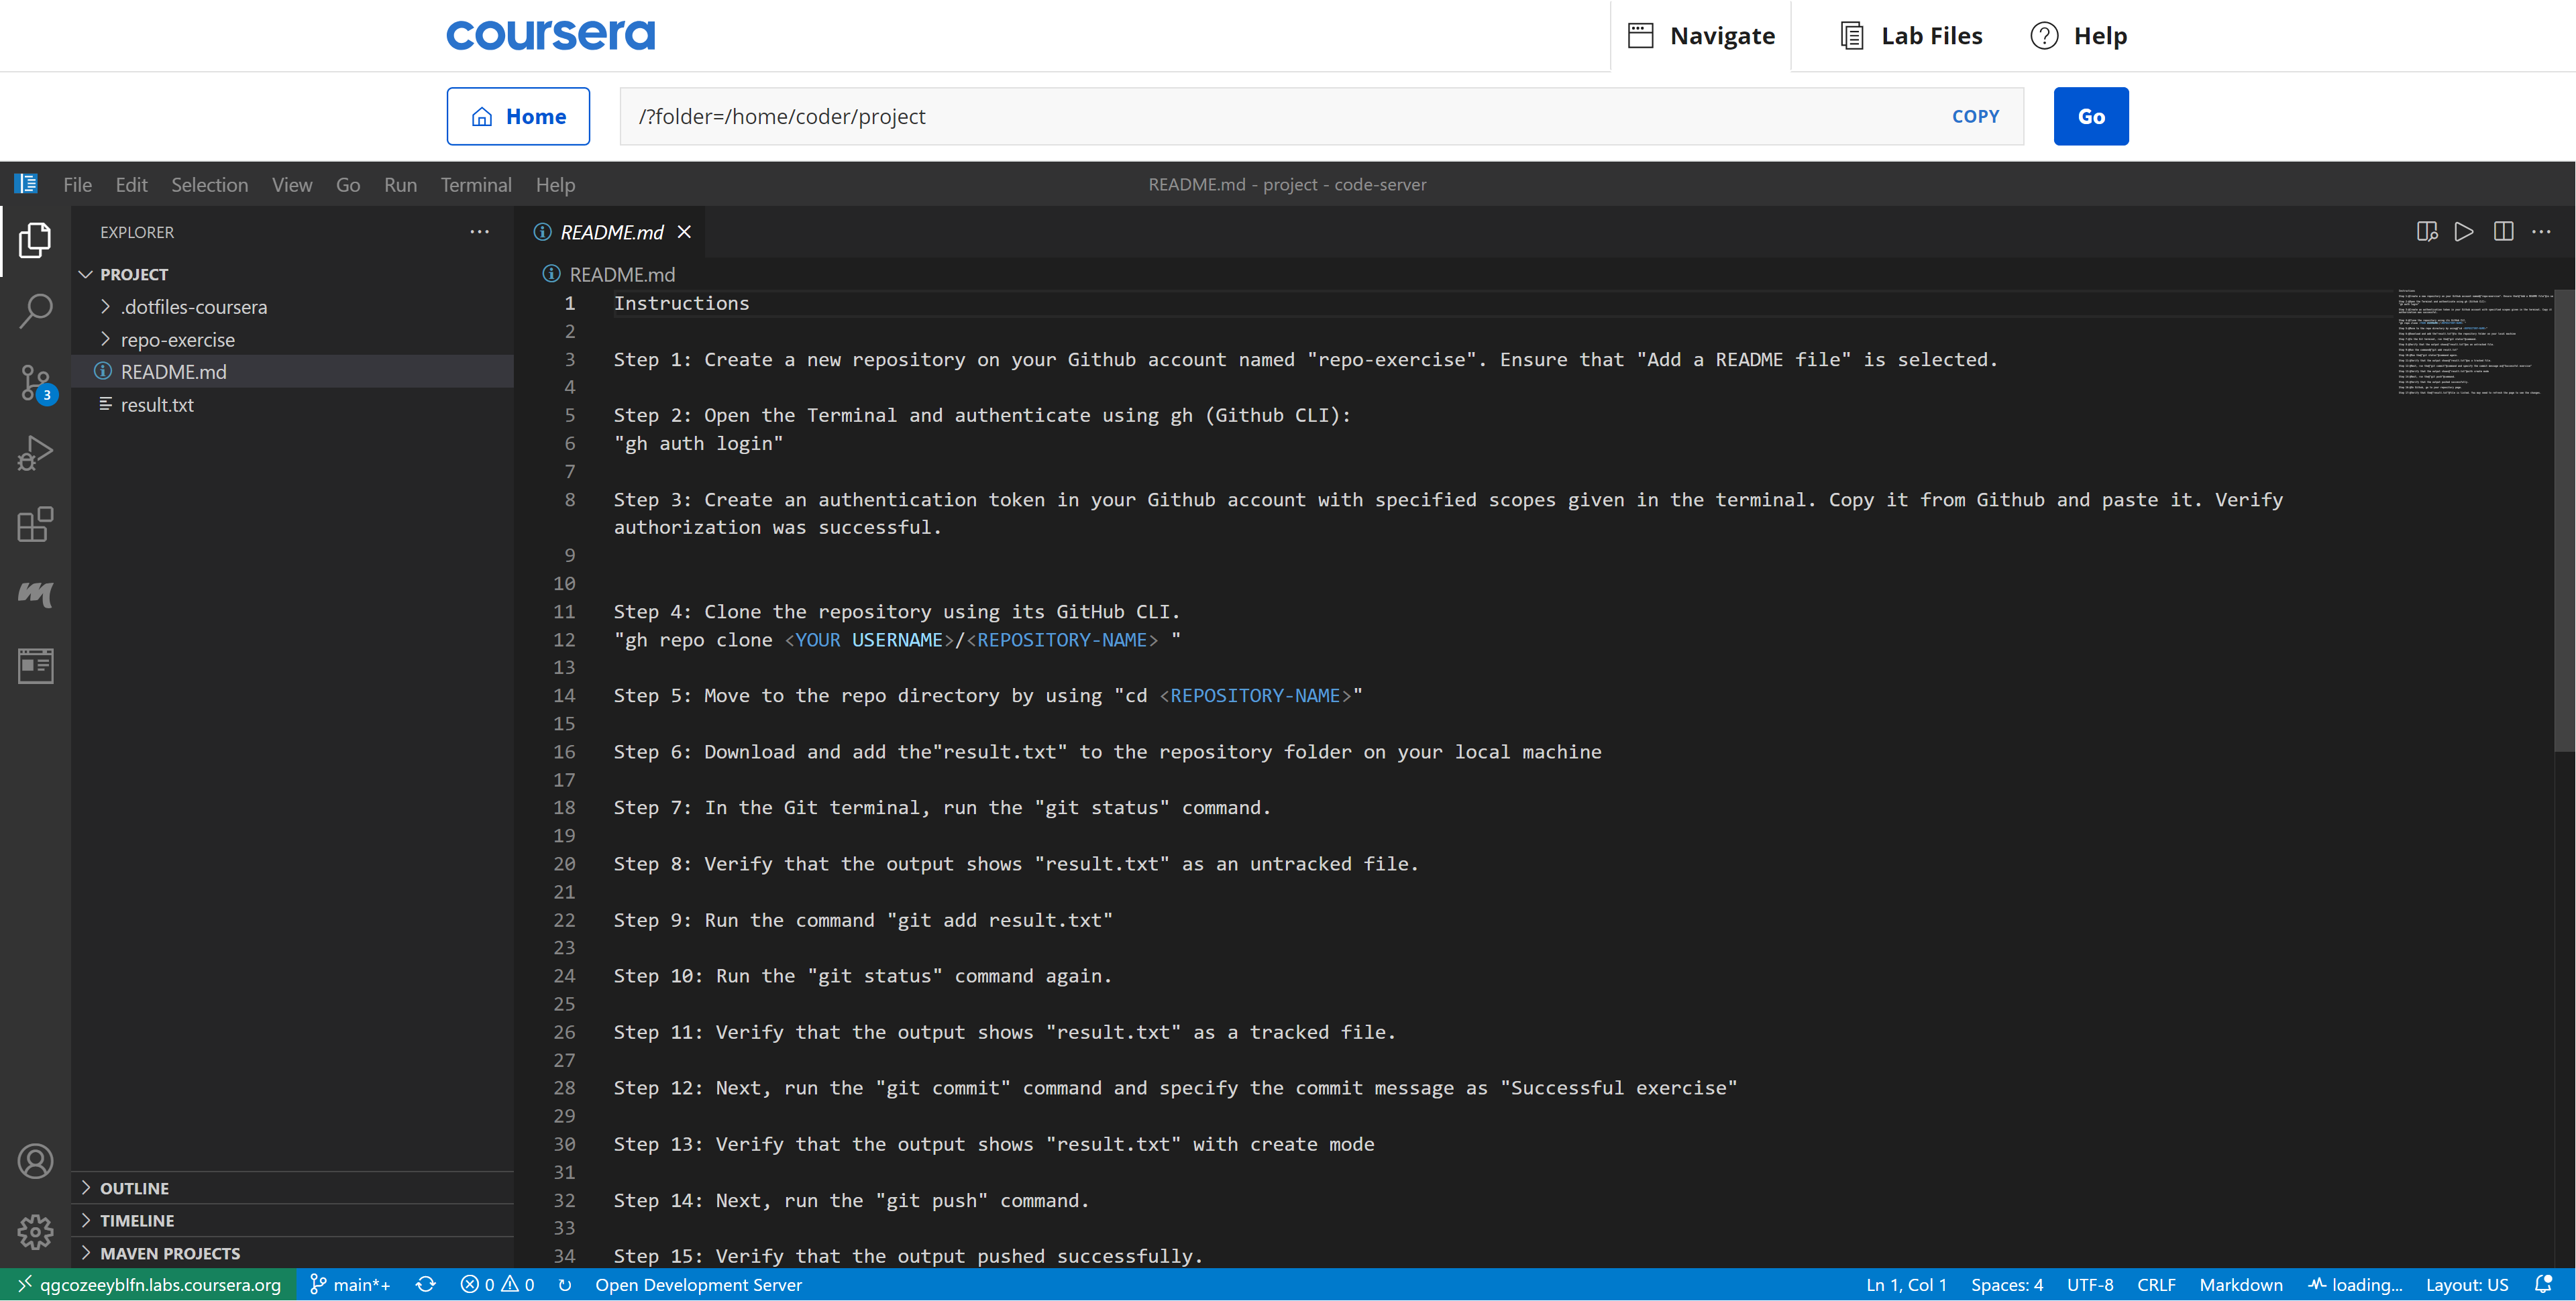 coursera
Navigate
Lab Files
Help
Home
/?folder=/home/coder/project
COPY
Go
File Edit Selection View Go Run Terminal Help
README.md - project - code-server
EXPLORER
PROJECT
.dotfiles-coursera
repo-exercise
README.md
result.txt
3
OUTLINE
TIMELINE
MAVEN PROJECTS
README.md
README.md
1 Instructions
2
3 Step 1: Create a new repository on your Github account named "repo-exercise". Ensure that "Add a README file" is selected.
4
5 Step 2: Open the Terminal and authenticate using gh (Github CLI):
6 "gh auth login"
7
8 Step 3: Create an authentication token in your Github account with specified scopes given in the terminal. Copy it from Github and paste it. Verify
authorization was successful.
9
10
11 Step 4: Clone the repository using its GitHub CLI.
12 "gh repo clone <YOUR USERNAME>/<REPOSITORY-NAME> "
13
14 Step 5: Move to the repo directory by using "cd <REPOSITORY-NAME>"
15
16 Step 6: Download and add the"result.txt" to the repository folder on your local machine
17
18 Step 7: In the Git terminal, run the "git status" command.
19
20 Step 8: Verify that the output shows "result.txt" as an untracked file.
21
22 Step 9: Run the command "git add result.txt"
23
24 Step 10: Run the "git status" command again.
25
26 Step 11: Verify that the output shows "result.txt" as a tracked file.
27
28 Step 12: Next, run the "git commit" command and specify the commit message as "Successful exercise"
29
30 Step 13: Verify that the output shows "result.txt" with create mode
31
32 Step 14: Next, run the "git push" command.
33
34 Step 15: Verify that the output pushed successfully.
qgcozeeyblfn.labs.coursera.org main*+ 0 0 Open Development Server
Ln 1, Col 1 Spaces: 4 UTF-8 CRLF Markdown loading... Layout: US